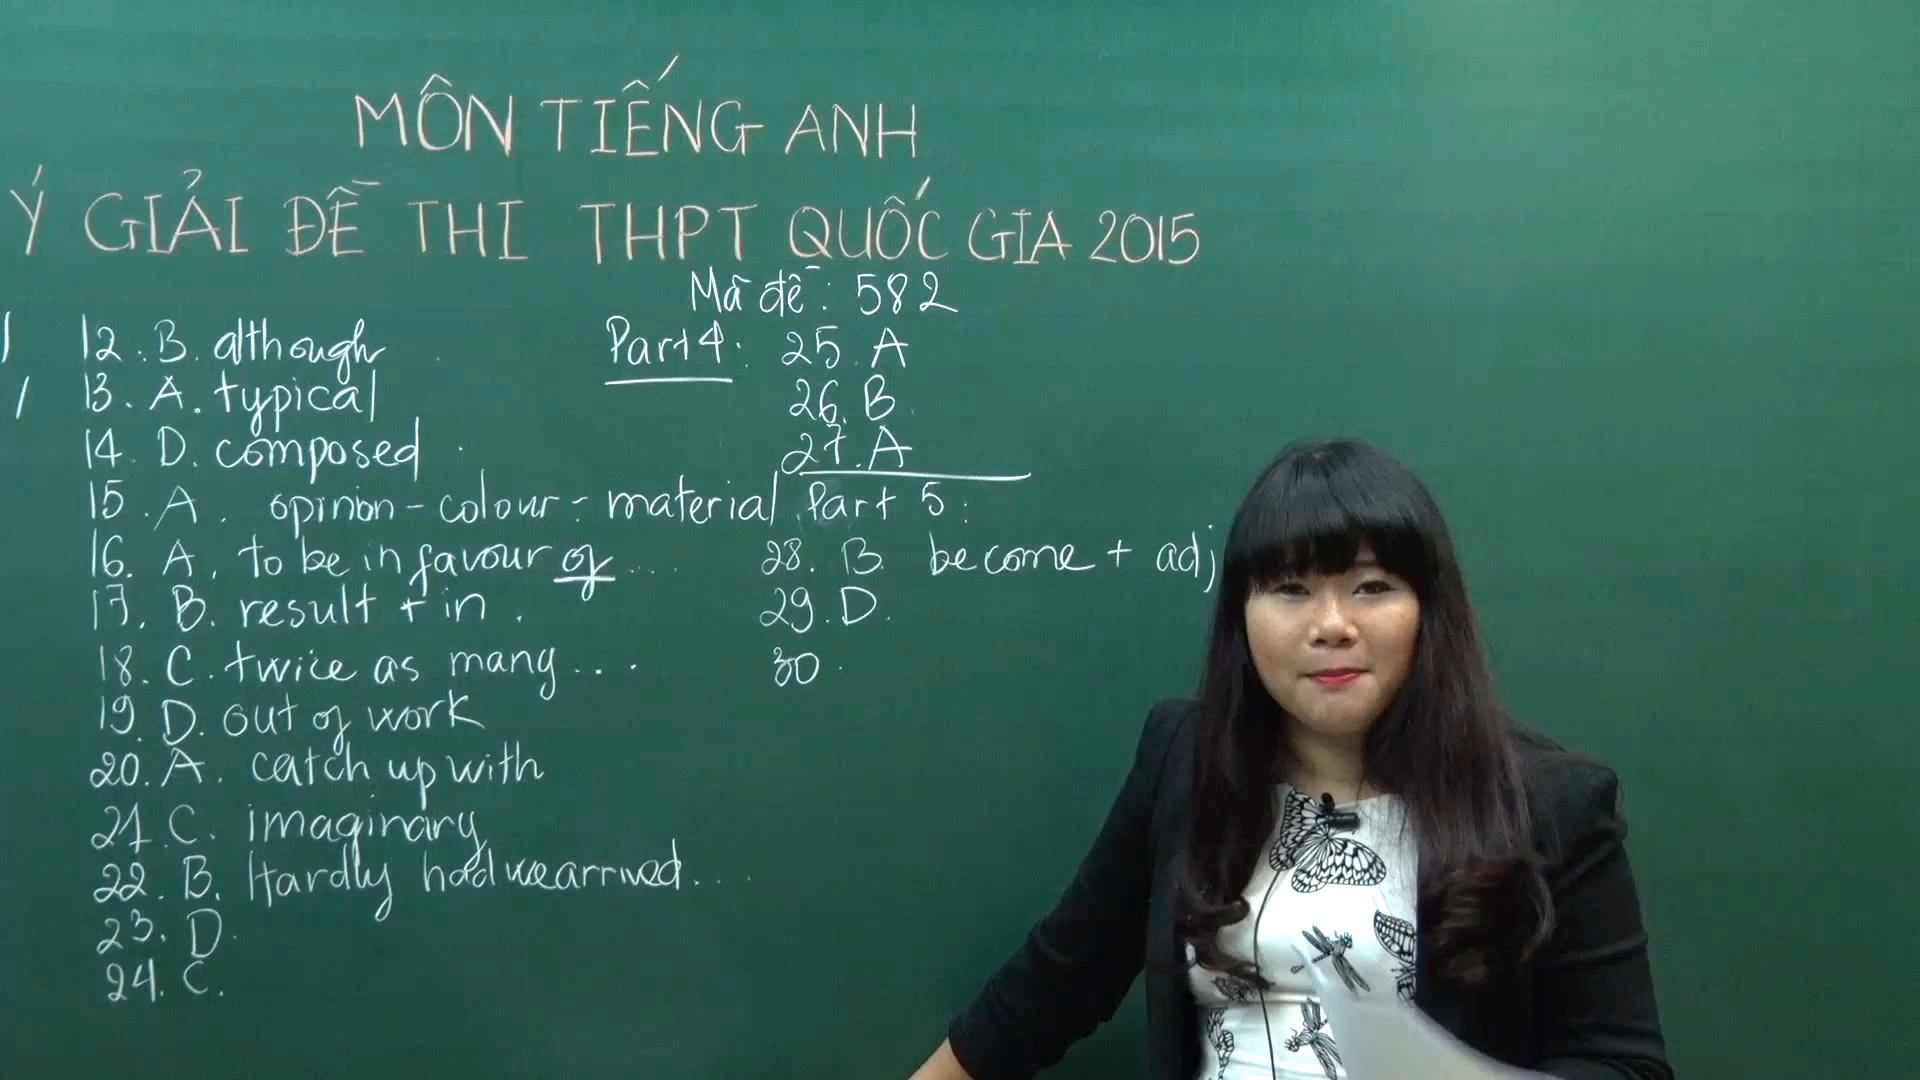 MÔN TIẾNG ANH
Ý GIẢI ĐỀ THI THPT QUỐC GIA 2015
Mã đề: 582
12. B. although
13. A. typical
14. D. composed
15. A. opinion - colour - material
16. A. to be in favour of ...
17. B. result + in.
18. C. twice as many ...
19. D. out of work
20. A. catch up with
21. C. imaginary
22. B. Hardly had we arrived ...
23. D.
24. C.
Part 4: 25. A
26. B.
27. A
Part 5:
28. B. become + adj
29. D.
30.